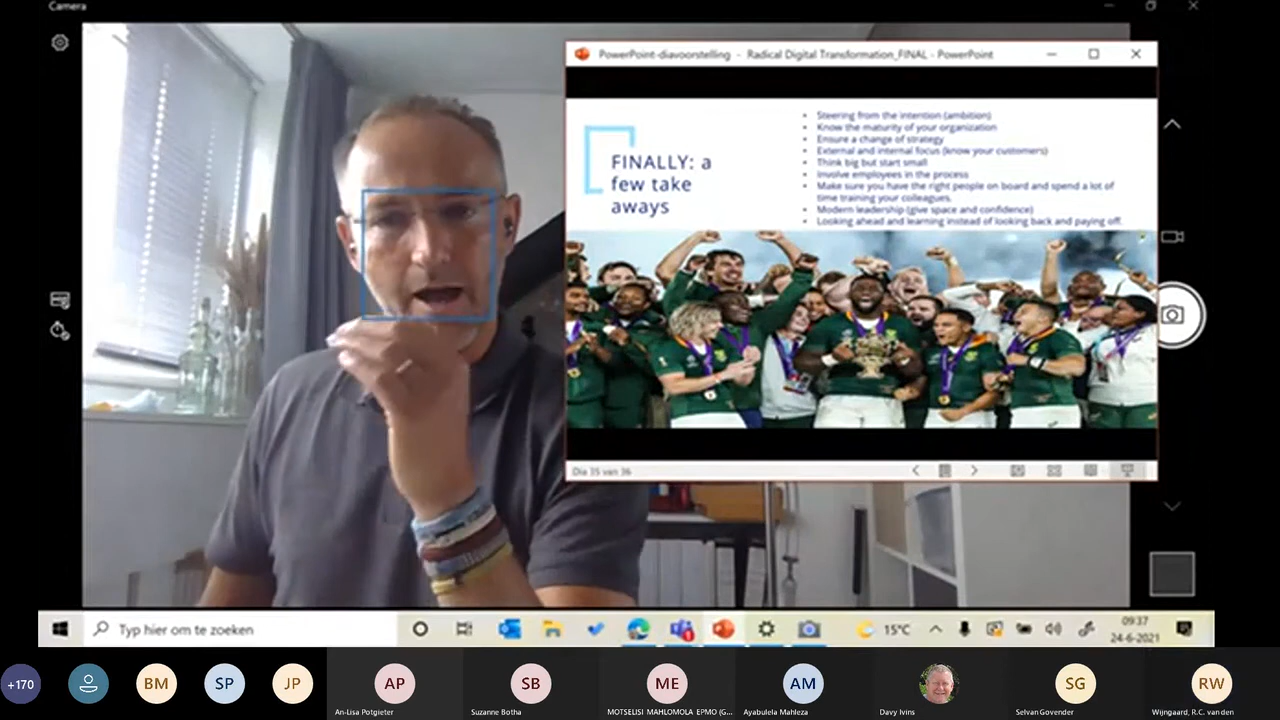 Camera
PowerPoint-diavoorstelling - Radical Digital Transformation_FINAL - PowerPoint
FINALLY: a
few take
aways
• Steering from the intention (ambition)
• Know the maturity of your organization
• Ensure a change of strategy
• External and internal focus (know your customers)
• Think big but start small
• Involve employees in the process
• Make sure you have the right people on board and spend a lot of
time training your colleagues.
• Modern leadership (give space and confidence)
• Looking ahead and learning instead of looking back and paying off.
Dia 35 van 36
Typ hier om te zoeken
15°C
09:37
24-6-2021
+170
BM
SP
JP
AP
An-Lisa Potgieter
SB
Suzanne Botha
ME
MOTSELISI MAHLOMOLA EPMO (G...
AM
Ayabulela Mahleza
Davy Ivins
SG
Selvan Govender
RW
Wijngaard, R.C. van den